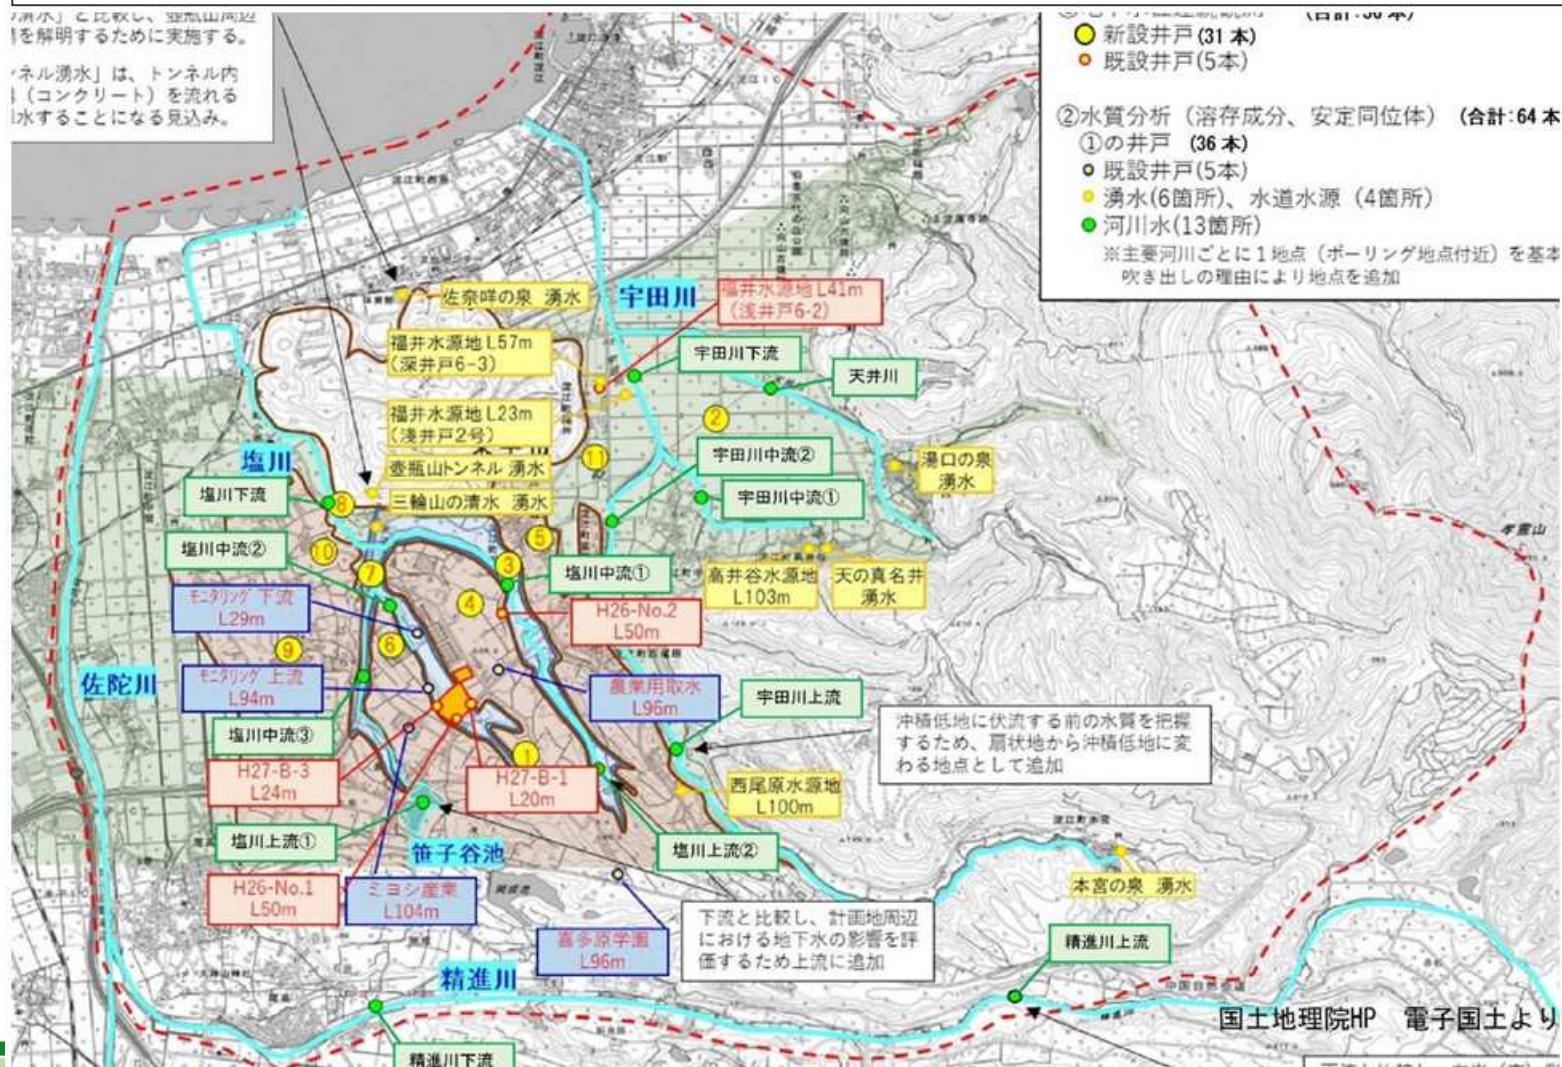 の湧水」と比較し、壺瓶山周辺
を解明するために実施する。
ンネル湧水」は、トンネル内
（コンクリート）を流れる
水することになる見込み。
新設井戸(31本)
既設井戸(5本)
②水質分析（溶存成分、安定同位体） (合計:64本
①の井戸 (36本)
既設井戸(5本)
湧水(6箇所)、水道水源（4箇所）
河川水(13箇所)
※主要河川ごとに1地点（ボーリング地点付近）を基本
吹き出しの理由により地点を追加
佐奈咩の泉 湧水
宇田川
福井水源地 L41m
（浅井戸6-2）
福井水源地 L57m
（深井戸6-3）
宇田川下流
天井川
福井水源地 L23m
（浅井戸2号）
②
⑪
宇田川中流②
湯口の泉
湧水
塩川
壺瓶山トンネル 湧水
宇田川中流①
塩川下流
⑧
三輪山の清水 湧水
⑤
孝霊山
塩川中流②
⑩
⑦
③
塩川中流①
高井谷水源地
L103m
天の真名井
湧水
モニタリング 下流
L29m
④
H26-No.2
L50m
⑨
⑥
佐陀川
モニタリング 上流
L94m
農業用取水
L96m
宇田川上流
塩川中流③
沖積低地に伏流する前の水質を把握
するため、扇状地から沖積低地に変
わる地点として追加
H27-B-3
L24m
①
H27-B-1
L20m
西尾原水源地
L100m
塩川上流①
笹子谷池
塩川上流②
H26-No.1
L50m
ミヨシ産業
L104m
本宮の泉 湧水
喜多原学園
L96m
下流と比較し、計画地周辺
における地下水の影響を評
価するため上流に追加
精進川上流
精進川
中国自然歩道
国土地理院HP 電子国土より
精進川下流